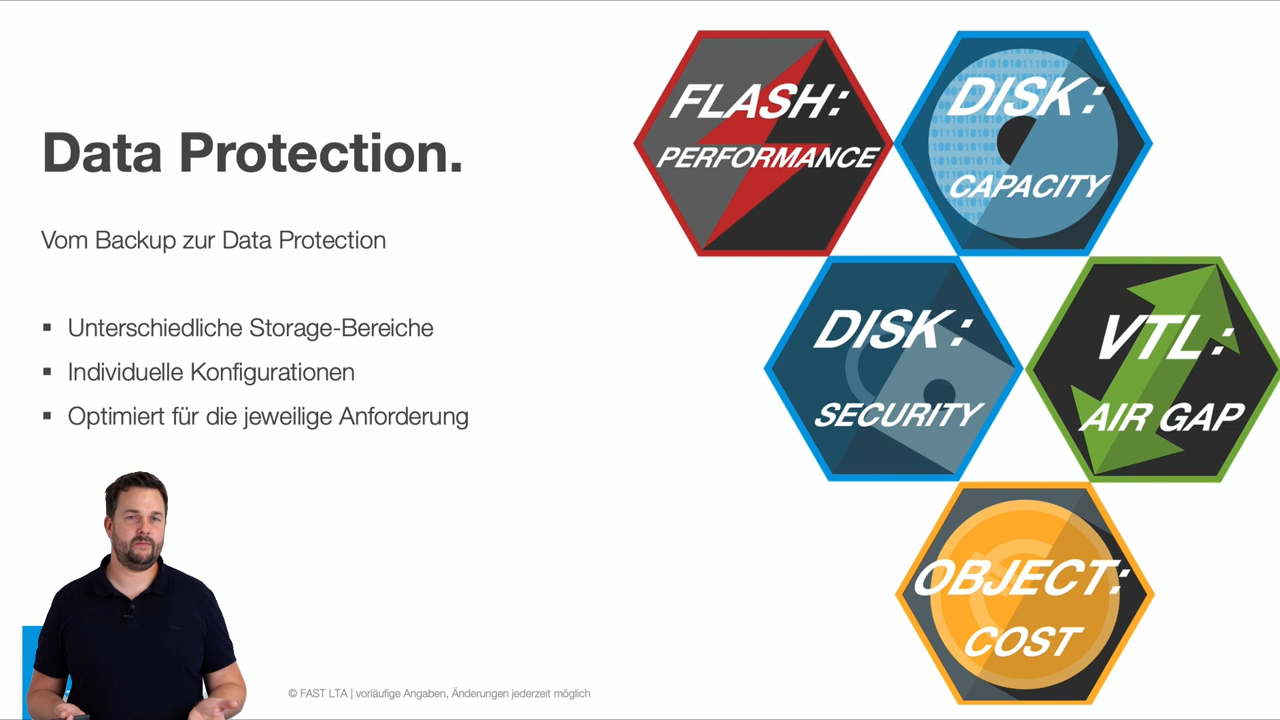 Data Protection.
Vom Backup zur Data Protection
▪ Unterschiedliche Storage-Bereiche
▪ Individuelle Konfigurationen
▪ Optimiert für die jeweilige Anforderung
FLASH:
PERFORMANCE
DISK:
CAPACITY
DISK:
SECURITY
VTL:
AIR GAP
OBJECT:
COST
© FAST LTA | vorläufige Angaben, Änderungen jederzeit möglich